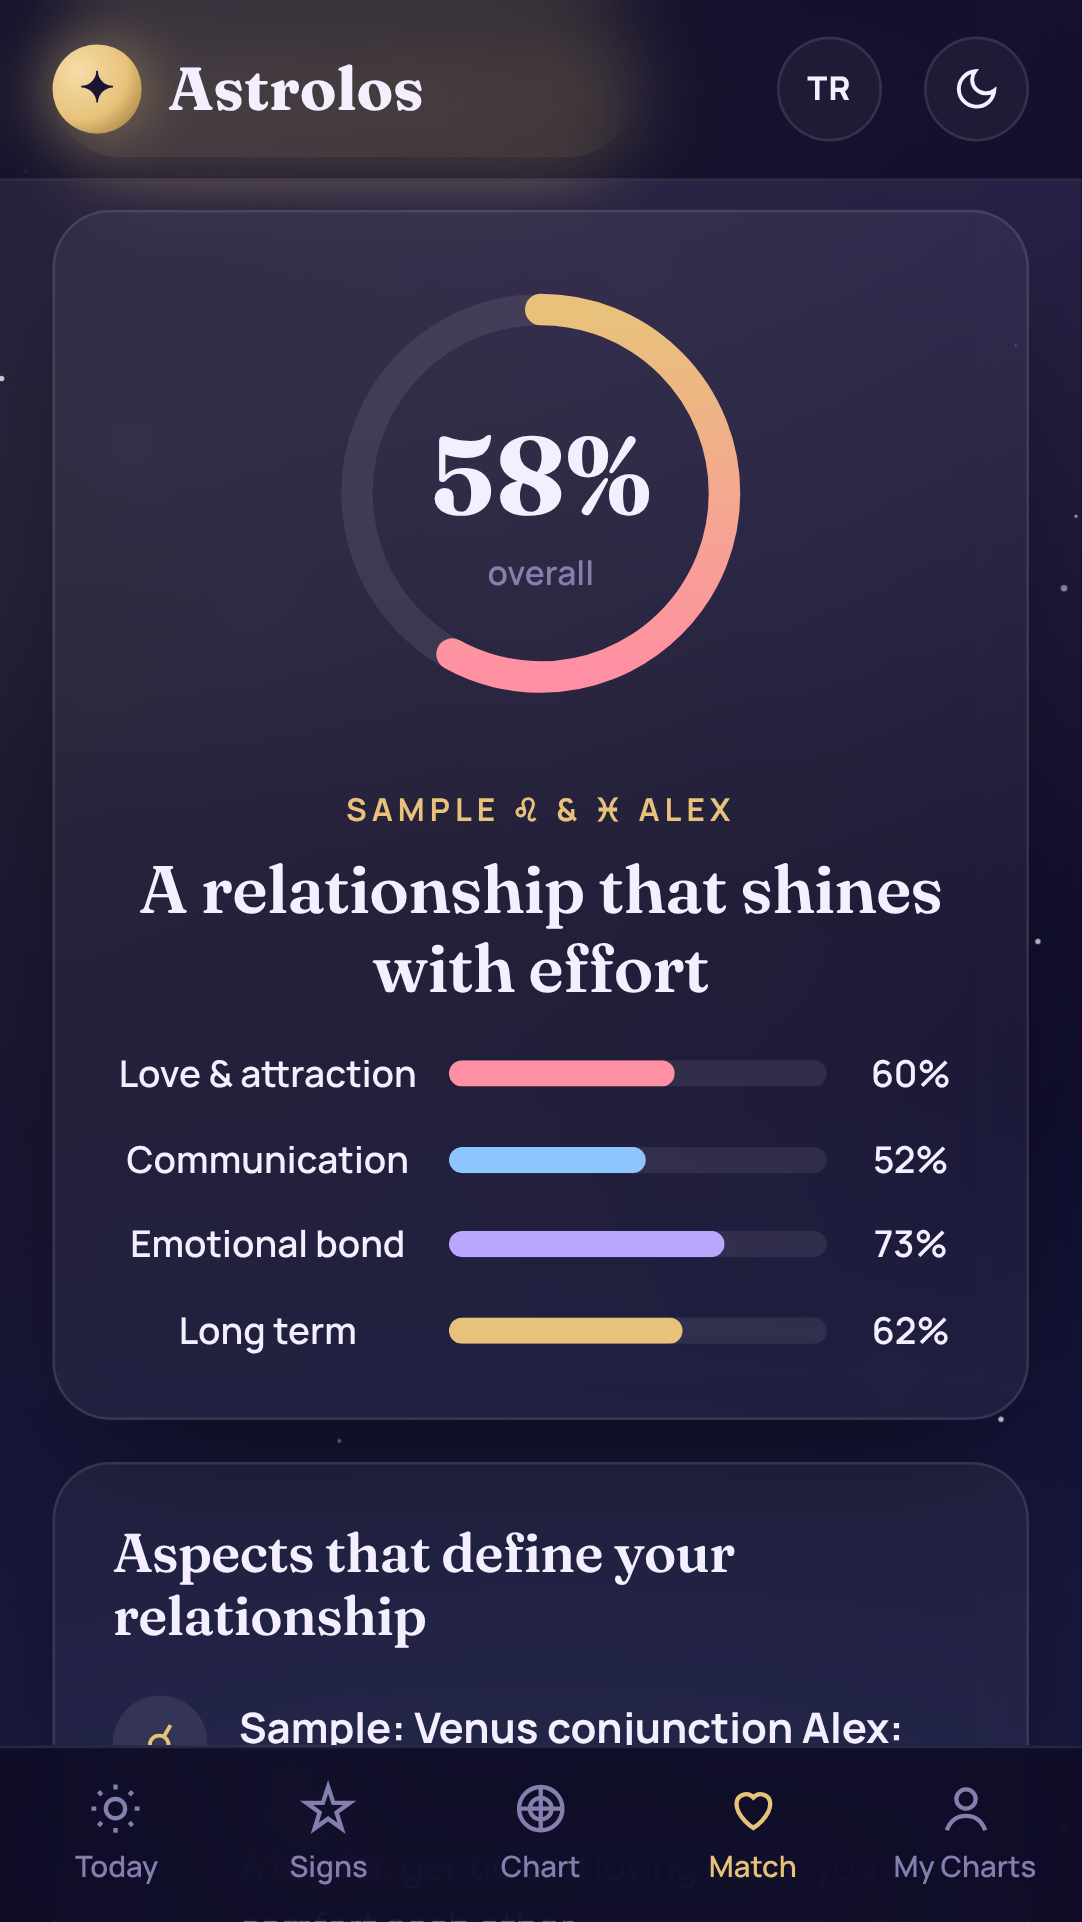 Astrolos
TR
58%
overall
SAMPLE ♌ & ♓ ALEX
A relationship that shines
with effort
Love & attraction 60%
Communication 52%
Emotional bond 73%
Long term 62%
Aspects that define your
relationship
Sample: Venus conjunction Alex:
Today Signs Chart Match My Charts